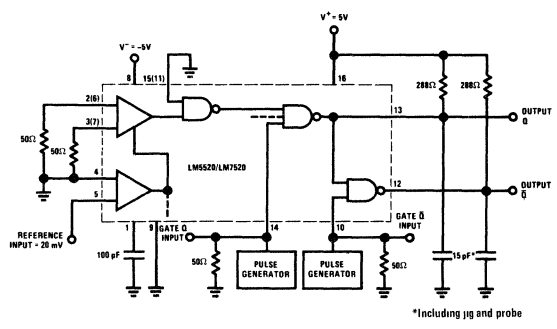 V⁺ = 5V
V⁻ = -5V
8
15(11)
16
288Ω
288Ω
2(6)
3(7)
13
OUTPUT
Q
50Ω
50Ω
LM5520/LM7520
4
5
12
OUTPUT
Q̄
REFERENCE
INPUT = 20 mV
1
9
GATE Q
INPUT
14
10
GATE Q̄
INPUT
100 pF
50Ω
PULSE
GENERATOR
PULSE
GENERATOR
50Ω
15 pF*
*Including jig and probe